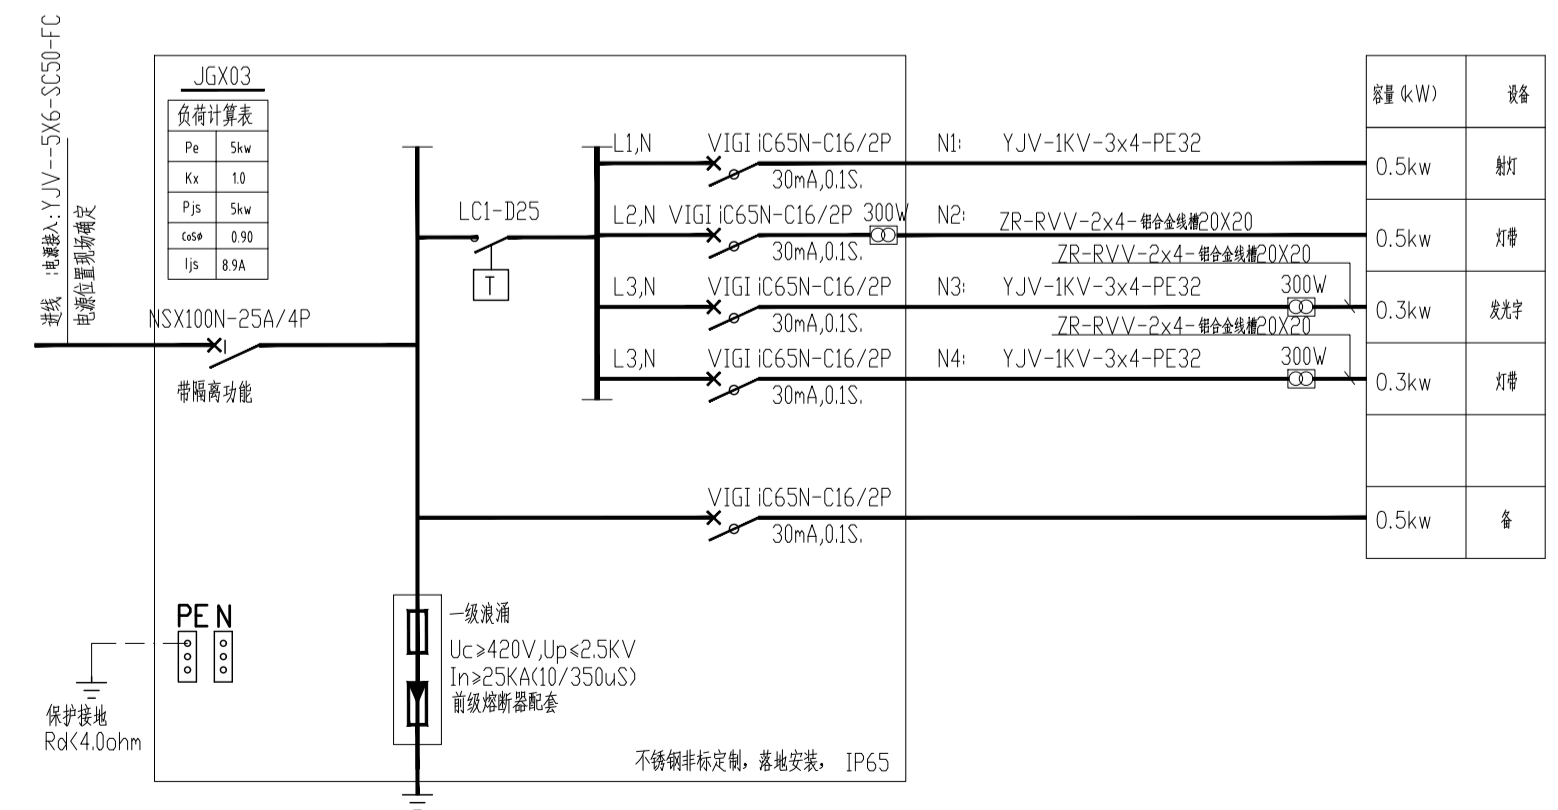 进线 :电源接入:YJV--5X6-SC50-FC
电源位置现场确定
JGX03
负荷计算表
Pe 5kw
Kx 1.0
Pjs 5kw
CoSø 0.90
Ijs 8.9A
NSX100N-25A/4P
带隔离功能
LC1-D25
T
L1,N VIGI iC65N-C16/2P N1: YJV-1KV-3x4-PE32
30mA,0.1S.
L2,N VIGI iC65N-C16/2P 300W N2: ZR-RVV-2x4-铝合金线槽20X20
30mA,0.1S.
ZR-RVV-2x4-铝合金线槽20X20
L3,N VIGI iC65N-C16/2P N3: YJV-1KV-3x4-PE32 300W
30mA,0.1S.
ZR-RVV-2x4-铝合金线槽20X20
L3,N VIGI iC65N-C16/2P N4: YJV-1KV-3x4-PE32 300W
30mA,0.1S.
VIGI iC65N-C16/2P
30mA,0.1S.
容量(kW) 设备
0.5kw 射灯
0.5kw 灯带
0.3kw 发光字
0.3kw 灯带
0.5kw 备
PE N
保护接地
Rd<4.0ohm
一级浪涌
Uc≥420V,Up≤2.5KV
In≥25KA(10/350uS)
前级熔断器配套
不锈钢非标定制，落地安装， IP65